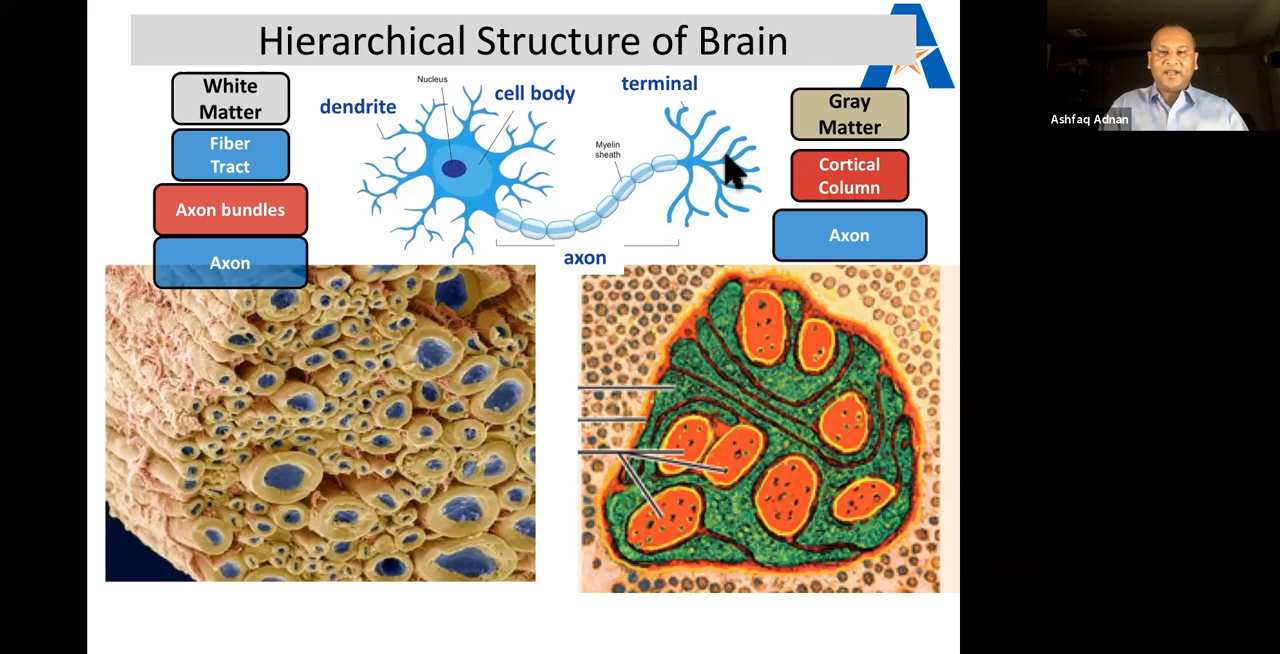 Hierarchical Structure of Brain
White
Matter
Fiber
Tract
Axon bundles
Axon
Nucleus
dendrite
cell body
terminal
Myelin
sheath
axon
Gray
Matter
Cortical
Column
Axon
Ashfaq Adnan